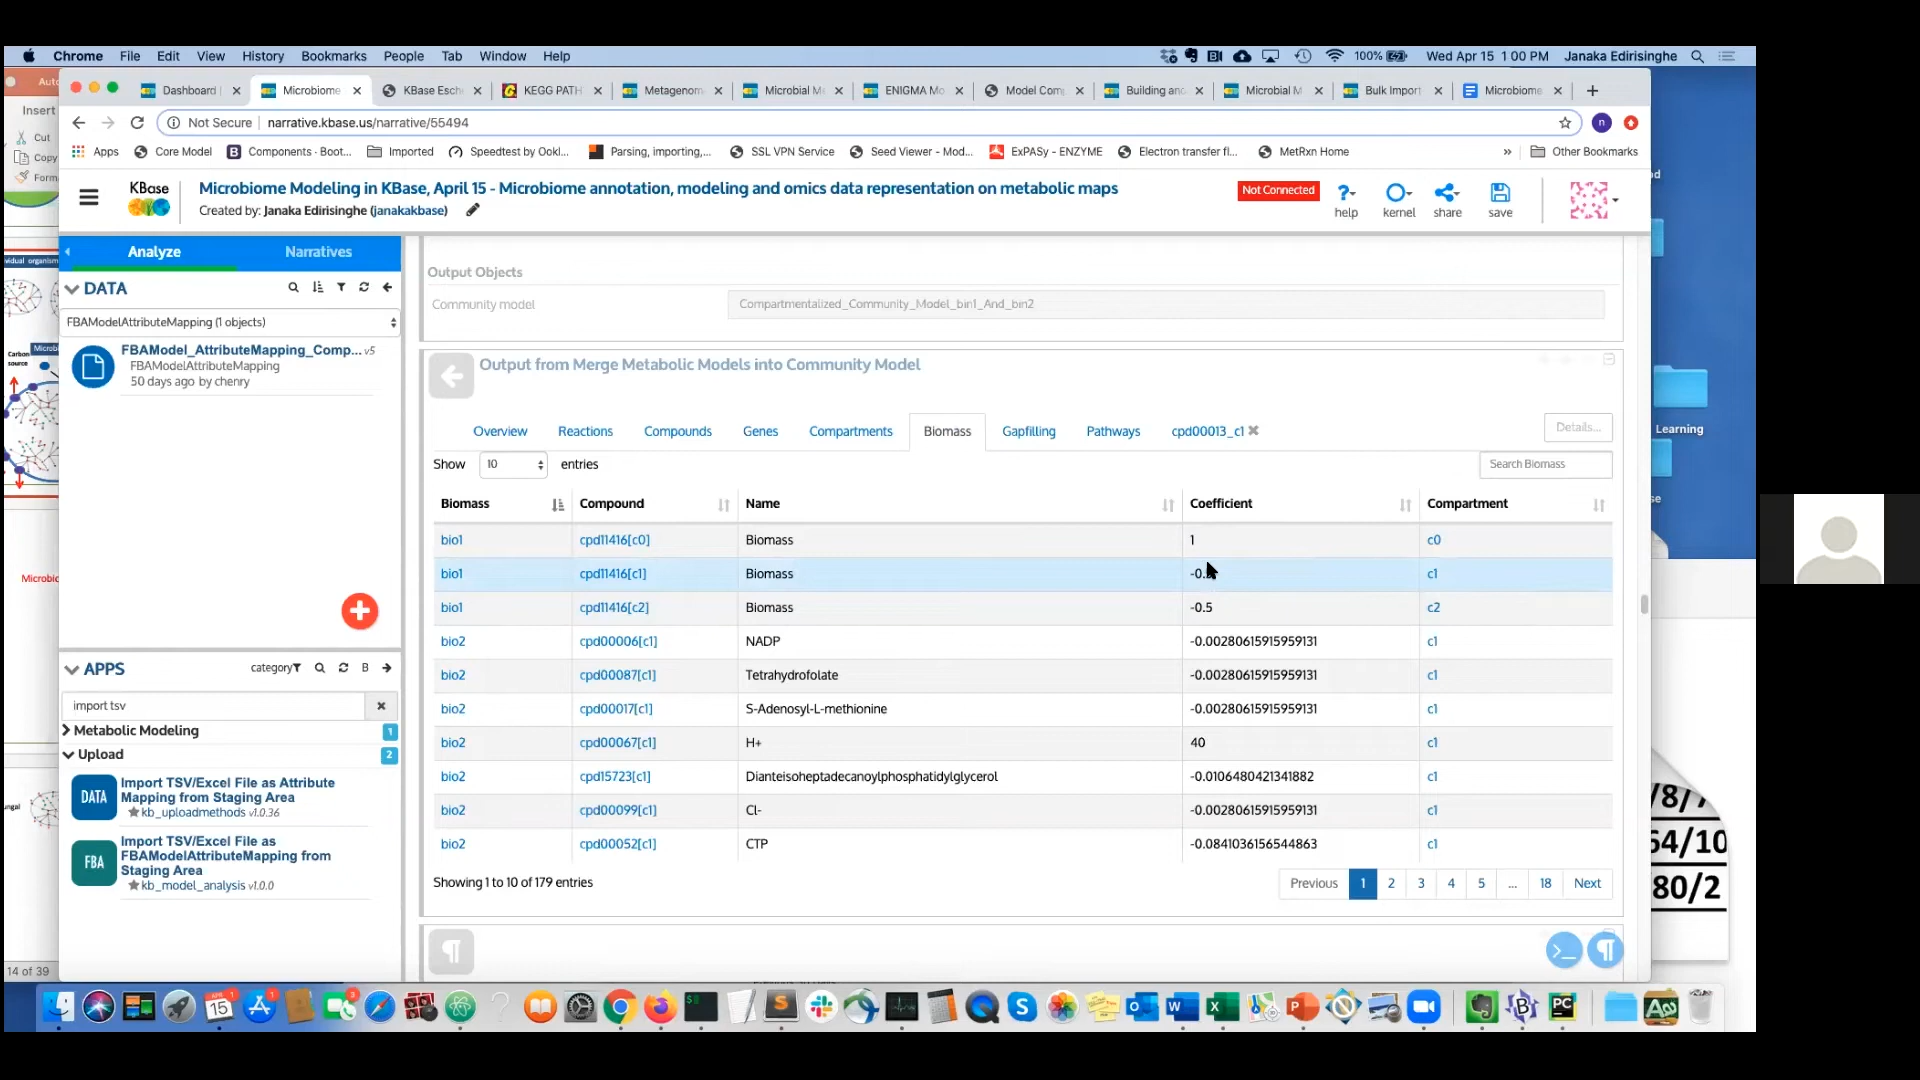 Chrome File Edit View History Bookmarks People Tab Window Help 100% Wed Apr 15 1:00 PM Janaka Edirisinghe
Dashboard Microbiome KBase Esch KEGG PATH Metagenom Microbial M ENIGMA Mo Model Com Building an Microbial M Bulk Import Microbiome
Not Secure narrative.kbase.us/narrative/55494
Apps Core Model Components · Boot... Imported Speedtest by Ookl... Parsing, importing,... SSL VPN Service Seed Viewer - Mod... ExPASy - ENZYME Electron transfer fl... MetRxn Home » Other Bookmarks
Insert
Cut
Copy
Form
KBase
Microbiome Modeling in KBase, April 15 - Microbiome annotation, modeling and omics data representation on metabolic maps
Created by: Janaka Edirisinghe (janakakbase)
Not Connected
help kernel share save
Analyze Narratives
DATA
FBAModelAttributeMapping (1 objects)
FBAModel_AttributeMapping_Comp... v5
FBAModelAttributeMapping
50 days ago by chenry
APPS category B
import tsv
Metabolic Modeling 1
Upload 2
DATA
Import TSV/Excel File as Attribute
Mapping from Staging Area
kb_uploadmethods v1.0.36
FBA
Import TSV/Excel File as
FBAModelAttributeMapping from
Staging Area
kb_model_analysis v1.0.0
Output Objects
Community model Compartmentalized_Community_Model_bin1_And_bin2
Output from Merge Metabolic Models into Community Model
Overview Reactions Compounds Genes Compartments Biomass Gapfilling Pathways cpd00013_c1 Details...
Show 10 entries Search Biomass
Biomass Compound Name Coefficient Compartment
bio1 cpd11416[c0] Biomass 1 c0
bio1 cpd11416[c1] Biomass c1
bio1 cpd11416[c2] Biomass -0.5 c2
bio2 cpd00006[c1] NADP -0.00280615915959131 c1
bio2 cpd00087[c1] Tetrahydrofolate -0.00280615915959131 c1
bio2 cpd00017[c1] S-Adenosyl-L-methionine -0.00280615915959131 c1
bio2 cpd00067[c1] H+ 40 c1
bio2 cpd15723[c1] Dianteisoheptadecanoylphosphatidylglycerol -0.0106480421341882 c1
bio2 cpd00099[c1] Cl- -0.00280615915959131 c1
bio2 cpd00052[c1] CTP -0.0841036156544863 c1
Showing 1 to 10 of 179 entries
Previous 1 2 3 4 5 ... 18 Next
Learning
64/10
80/2
14 of 39